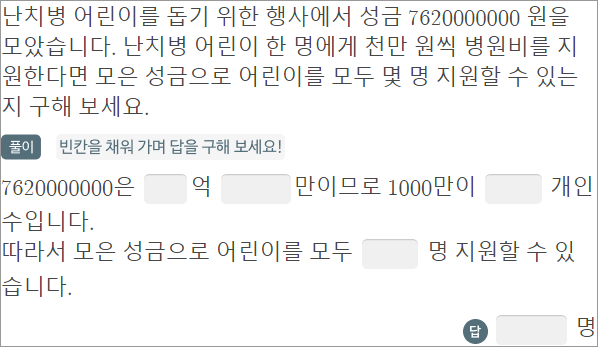 난치병 어린이를 돕기 위한 행사에서 성금 7620000000 원을
모았습니다. 난치병 어린이 한 명에게 천만 원씩 병원비를 지
원한다면 모은 성금으로 어린이를 모두 몇 명 지원할 수 있는
지 구해 보세요.
풀이 빈칸을 채워 가며 답을 구해 보세요!
7620000000은 억 만이므로 1000만이 개인
수입니다.
따라서 모은 성금으로 어린이를 모두 명 지원할 수 있
습니다.
답 명